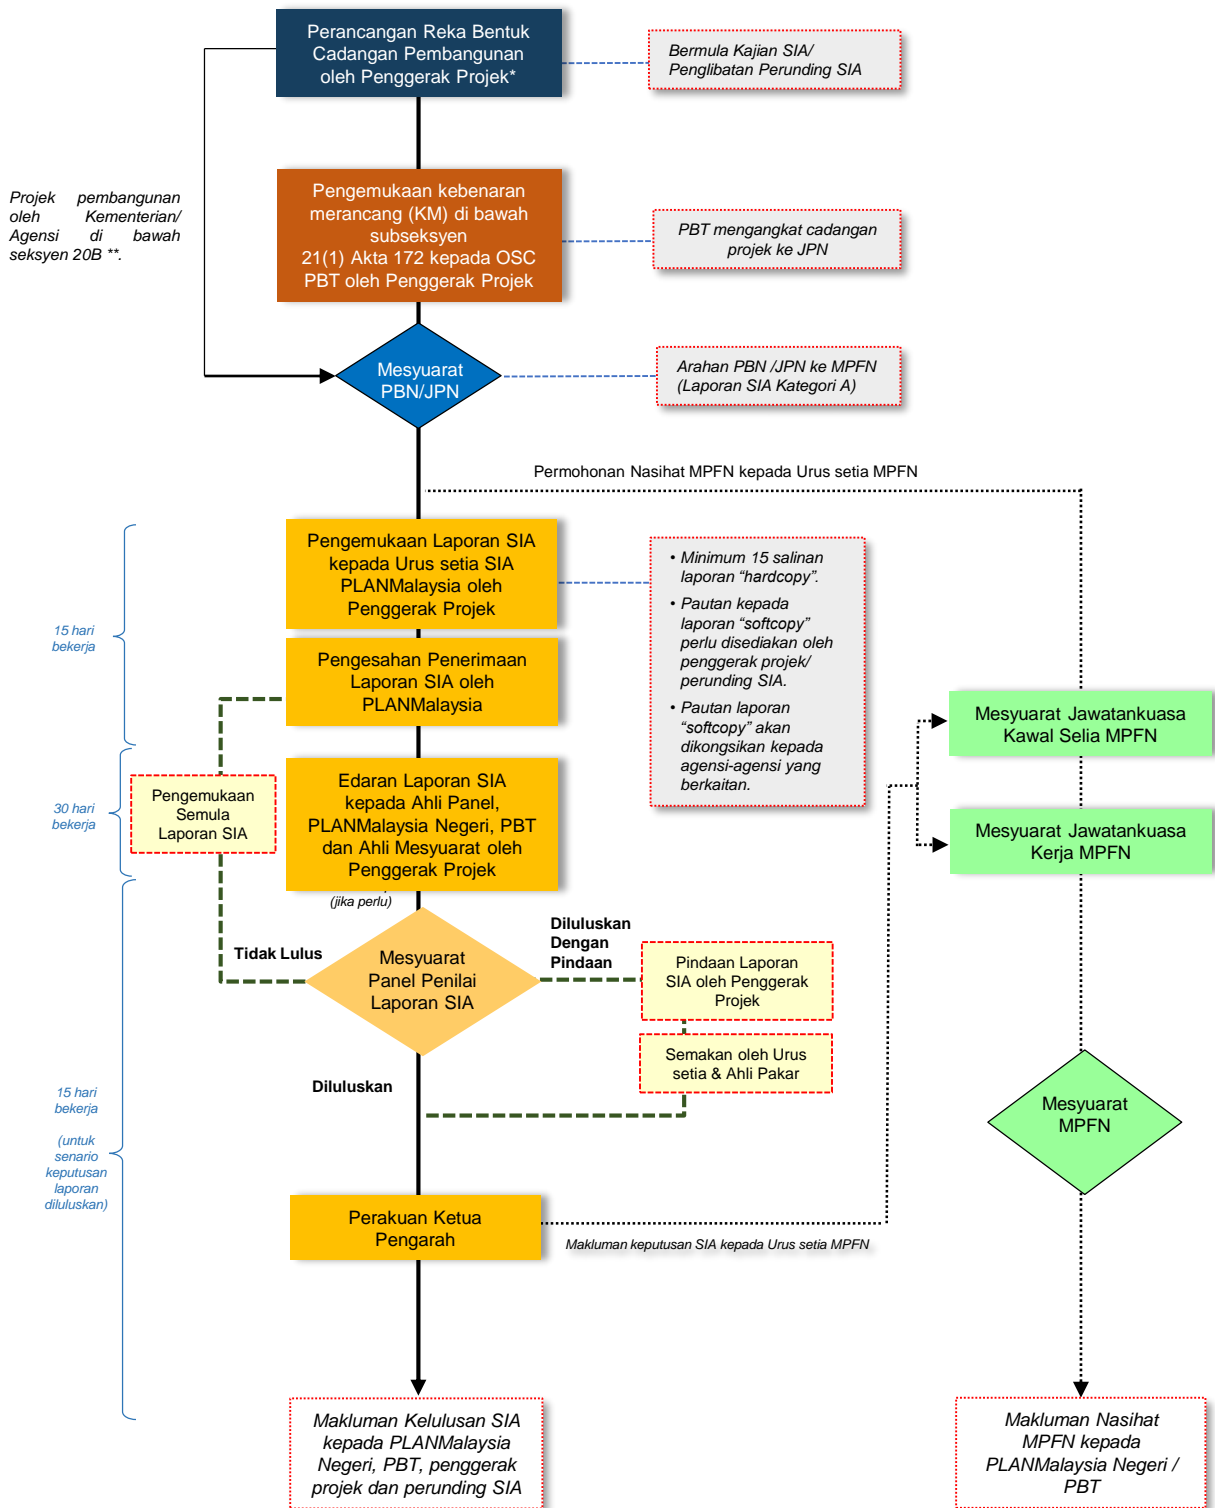 Perancangan Reka Bentuk
Cadangan Pembangunan
oleh Penggerak Projek*
Bermula Kajian SIA/
Penglibatan Perunding SIA
Projek pembangunan
oleh Kementerian/
Agensi di bawah
seksyen 20B **.
Pengemukaan kebenaran
merancang (KM) di bawah
subseksyen
21(1) Akta 172 kepada OSC
PBT oleh Penggerak Projek
PBT mengangkat cadangan
projek ke JPN
Mesyuarat
PBN/JPN
Arahan PBN /JPN ke MPFN
(Laporan SIA Kategori A)
Permohonan Nasihat MPFN kepada Urus setia MPFN
15 hari
bekerja
Pengemukaan Laporan SIA
kepada Urus setia SIA
PLANMalaysia oleh
Penggerak Projek
• Minimum 15 salinan
laporan “hardcopy”.
• Pautan kepada
laporan “softcopy”
perlu disediakan oleh
penggerak projek/
perunding SIA.
• Pautan laporan
“softcopy” akan
dikongsikan kepada
agensi-agensi yang
berkaitan.
Pengesahan Penerimaan
Laporan SIA oleh
PLANMalaysia
Mesyuarat Jawatankuasa
Kawal Selia MPFN
30 hari
bekerja
Pengemukaan
Semula
Laporan SIA
Edaran Laporan SIA
kepada Ahli Panel,
PLANMalaysia Negeri, PBT
dan Ahli Mesyuarat oleh
Penggerak Projek
(jika perlu)
Mesyuarat Jawatankuasa
Kerja MPFN
Tidak Lulus
Mesyuarat
Panel Penilai
Laporan SIA
Diluluskan
Dengan
Pindaan
Pindaan Laporan
SIA oleh Penggerak
Projek
Semakan oleh Urus
setia & Ahli Pakar
Diluluskan
15 hari
bekerja
(untuk
senario
keputusan
laporan
diluluskan)
Mesyuarat
MPFN
Perakuan Ketua
Pengarah
Makluman keputusan SIA kepada Urus setia MPFN
Makluman Kelulusan SIA
kepada PLANMalaysia
Negeri, PBT, penggerak
projek dan perunding SIA
Makluman Nasihat
MPFN kepada
PLANMalaysia Negeri /
PBT